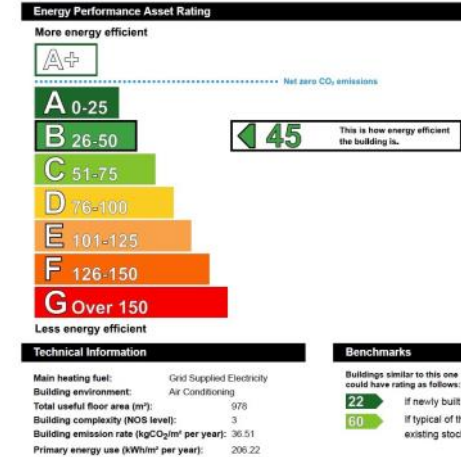 Energy Performance Asset Rating
More energy efficient
A+
Net zero CO₂ emissions
A 0-25
B 26-50
45 This is how energy efficient
the building is.
C 51-75
D 76-100
E 101-125
F 126-150
G Over 150
Less energy efficient
Technical Information
Main heating fuel: Grid Supplied Electricity
Building environment: Air Conditioning
Total useful floor area (m²): 978
Building complexity (NOS level): 3
Building emission rate (kgCO₂/m² per year): 36.51
Primary energy use (kWh/m² per year): 206.22
Benchmarks
Buildings similar to this one
could have rating as follows:
22 If newly built
60 If typical of th
existing stock